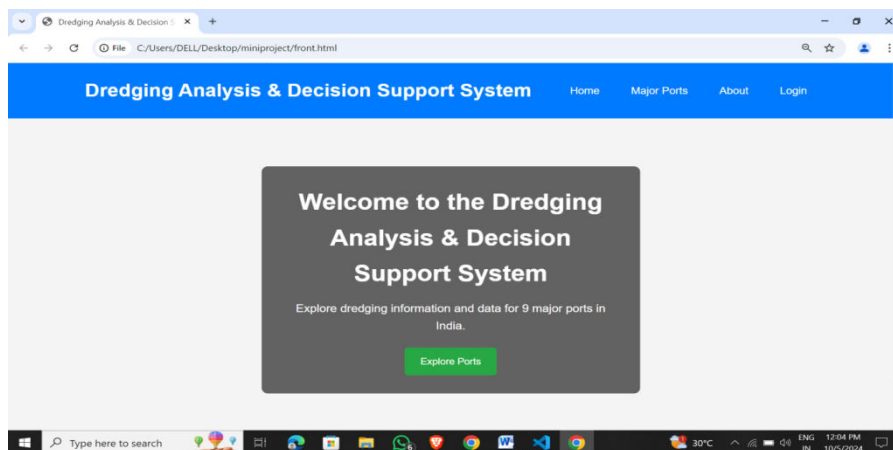 Dredging Analysis & Decision S
File C:/Users/DELL/Desktop/miniproject/front.html
Dredging Analysis & Decision Support System Home Major Ports About Login
Welcome to the Dredging
Analysis & Decision
Support System
Explore dredging information and data for 9 major ports in
India.
Explore Ports
Type here to search 30°C ENG 12:04 PM
IN 10/5/2024